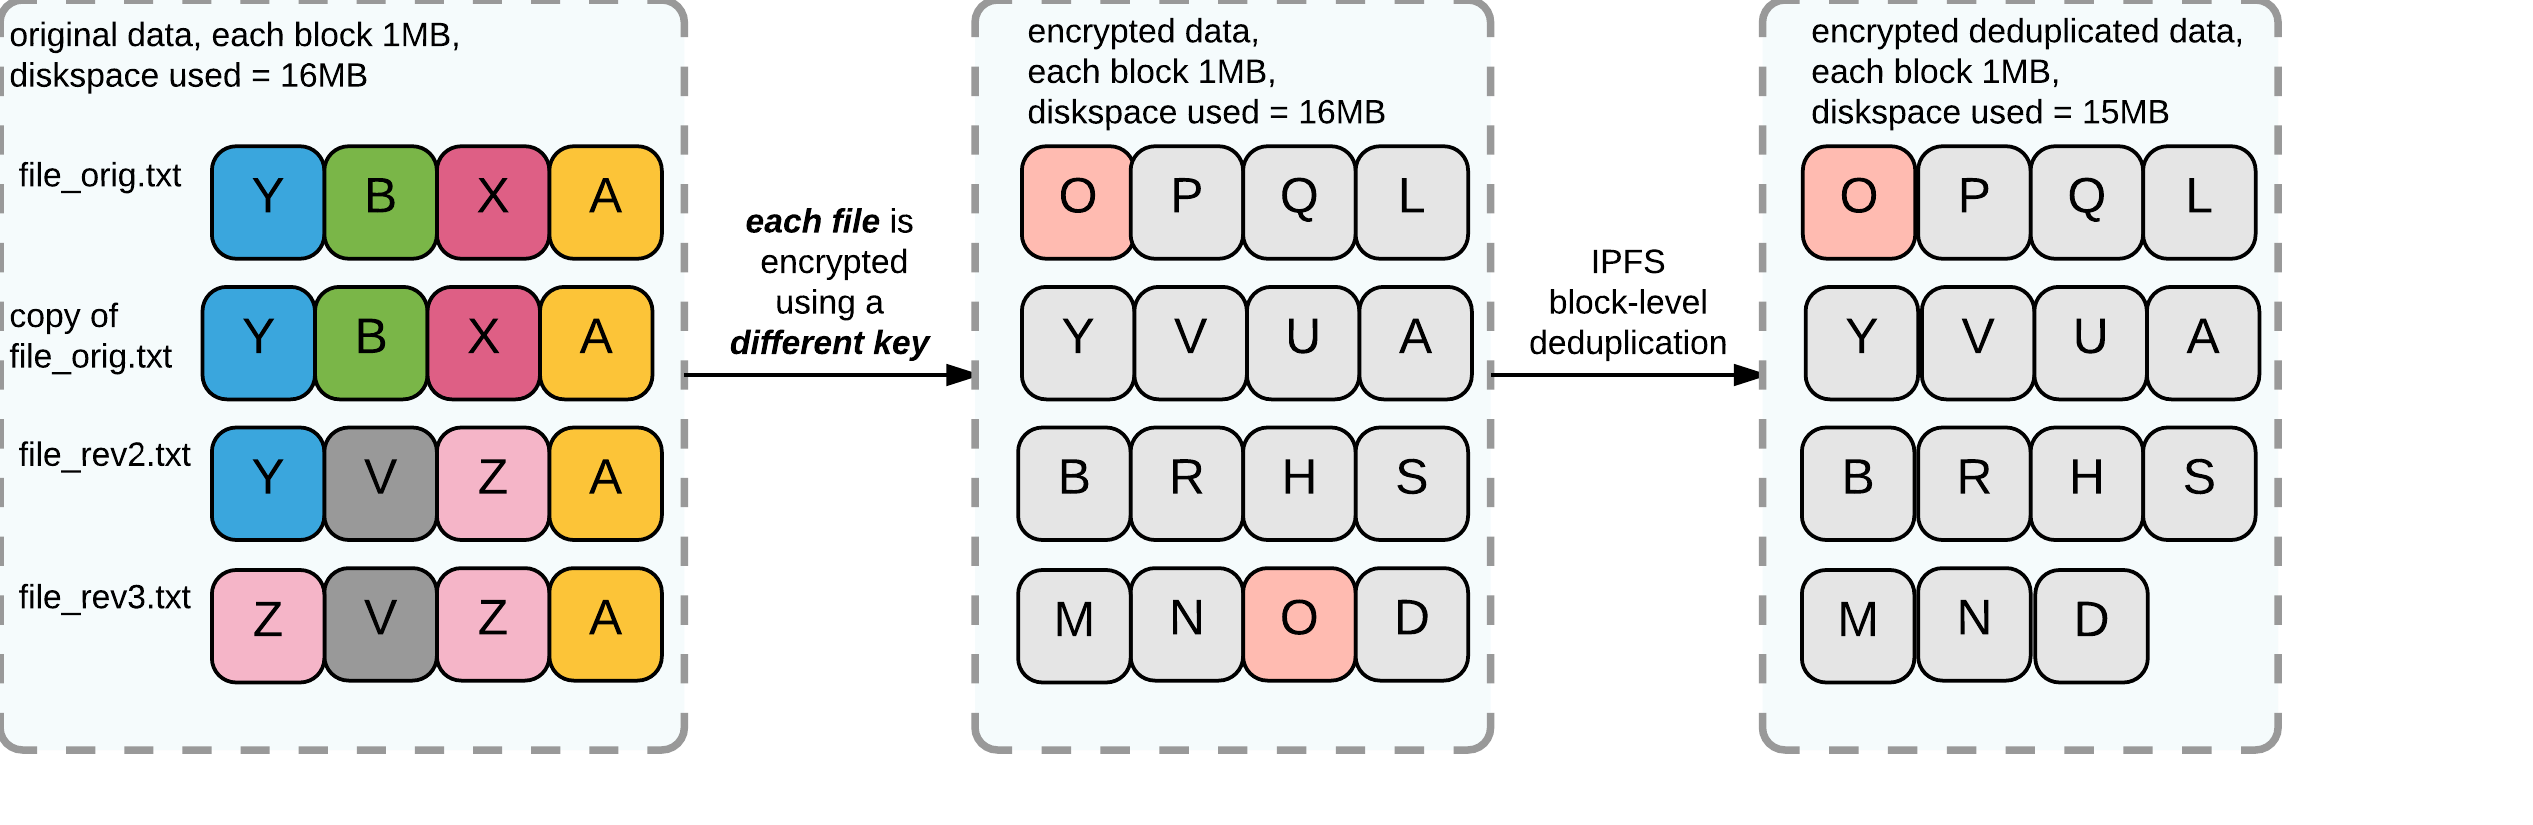 original data, each block 1MB,
diskspace used = 16MB
file_orig.txt
Y B X A
copy of
file_orig.txt
Y B X A
file_rev2.txt
Y V Z A
file_rev3.txt
Z V Z A
each file is
encrypted
using a
different key
encrypted data,
each block 1MB,
diskspace used = 16MB
O P Q L
Y V U A
B R H S
M N O D
IPFS
block-level
deduplication
encrypted deduplicated data,
each block 1MB,
diskspace used = 15MB
O P Q L
Y V U A
B R H S
M N D